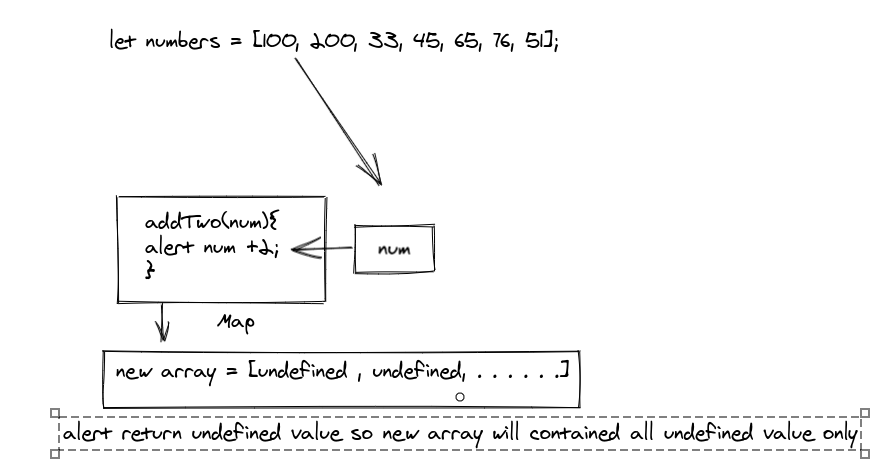 let numbers = [100, 200, 33, 45, 65, 76, 51];
addTwo(num){
alert num +2;
}
num
Map
new array = [undefined , undefined, . . . . . .]
alert return undefined value so new array will contained all undefined value only